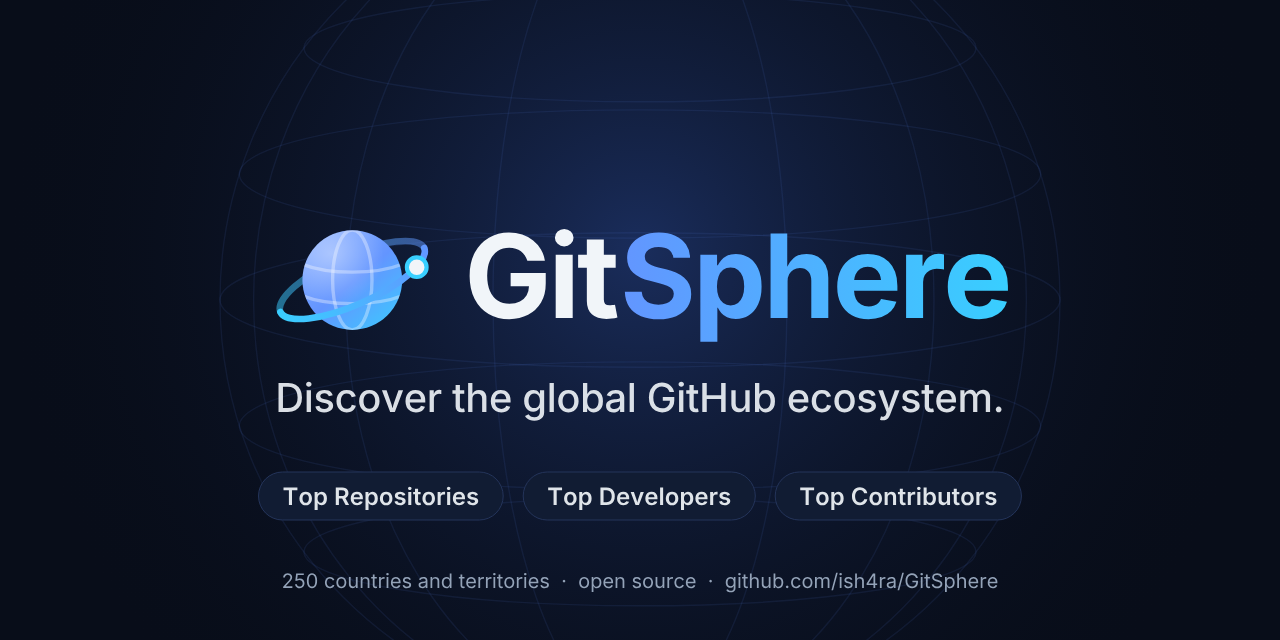 GitSphere
Discover the global GitHub ecosystem.
Top Repositories
Top Developers
Top Contributors
250 countries and territories · open source · github.com/ish4ra/GitSphere